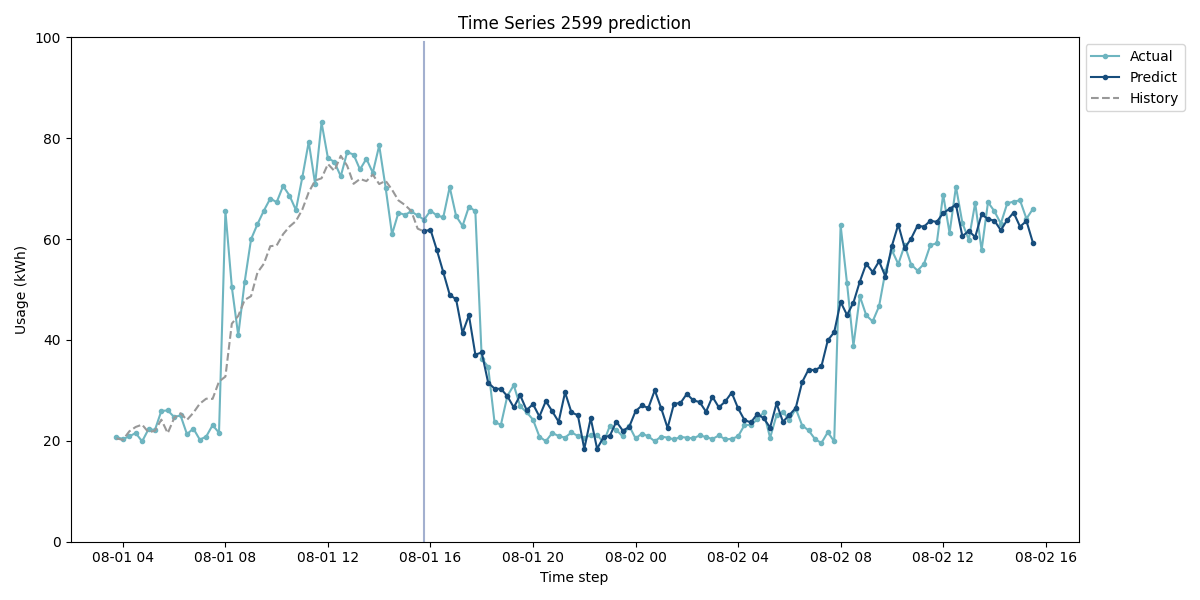 Time Series 2599 prediction
100
80
60
40
20
0
Usage (kWh)
08-01 04
08-01 08
08-01 12
08-01 16
08-01 20
08-02 00
08-02 04
08-02 08
08-02 12
08-02 16
Time step
Actual
Predict
History